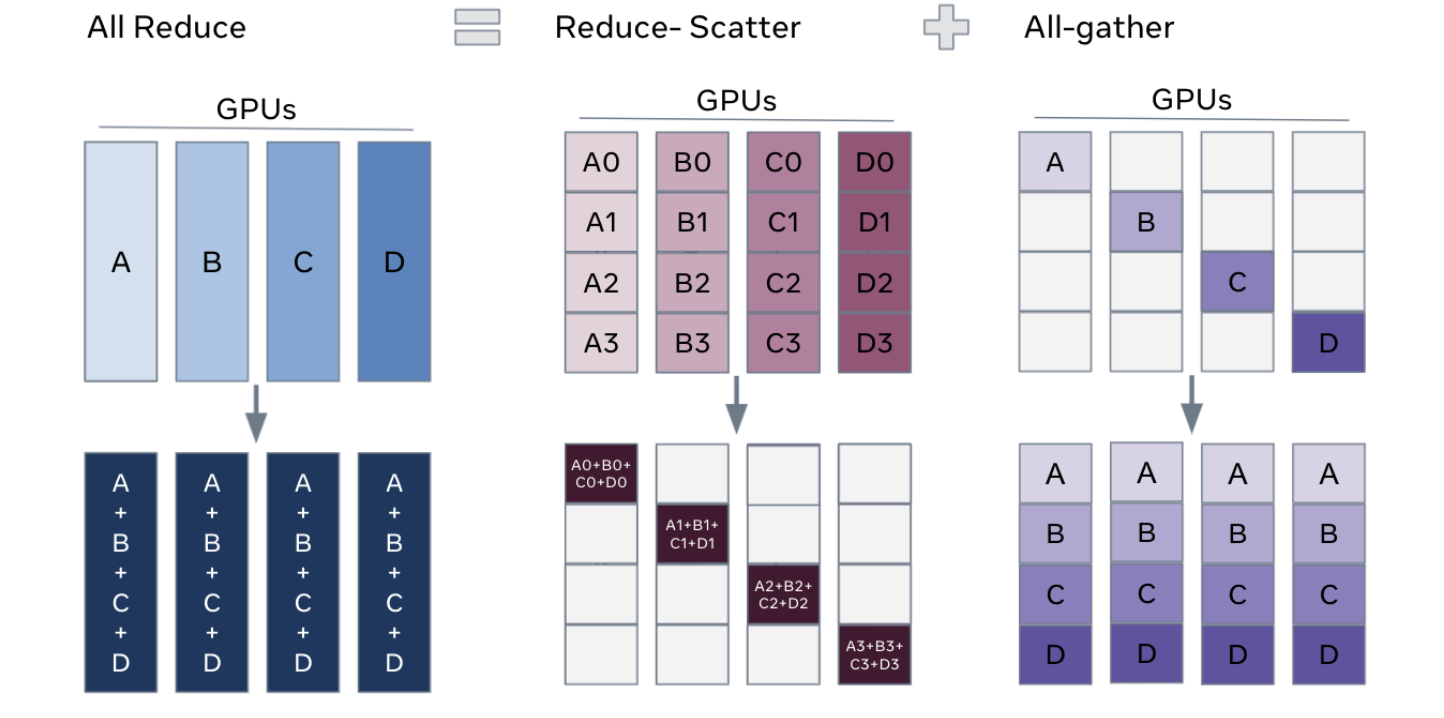 All Reduce
Reduce- Scatter
All-gather
GPUs
A B C D
A
+
B
+
C
+
D
A
+
B
+
C
+
D
A
+
B
+
C
+
D
A
+
B
+
C
+
D
GPUs
A0 B0 C0 D0
A1 B1 C1 D1
A2 B2 C2 D2
A3 B3 C3 D3
A0+B0+
C0+D0
A1+B1+
C1+D1
A2+B2+
C2+D2
A3+B3+
C3+D3
GPUs
A
B
C
D
A A A A
B B B B
C C C C
D D D D